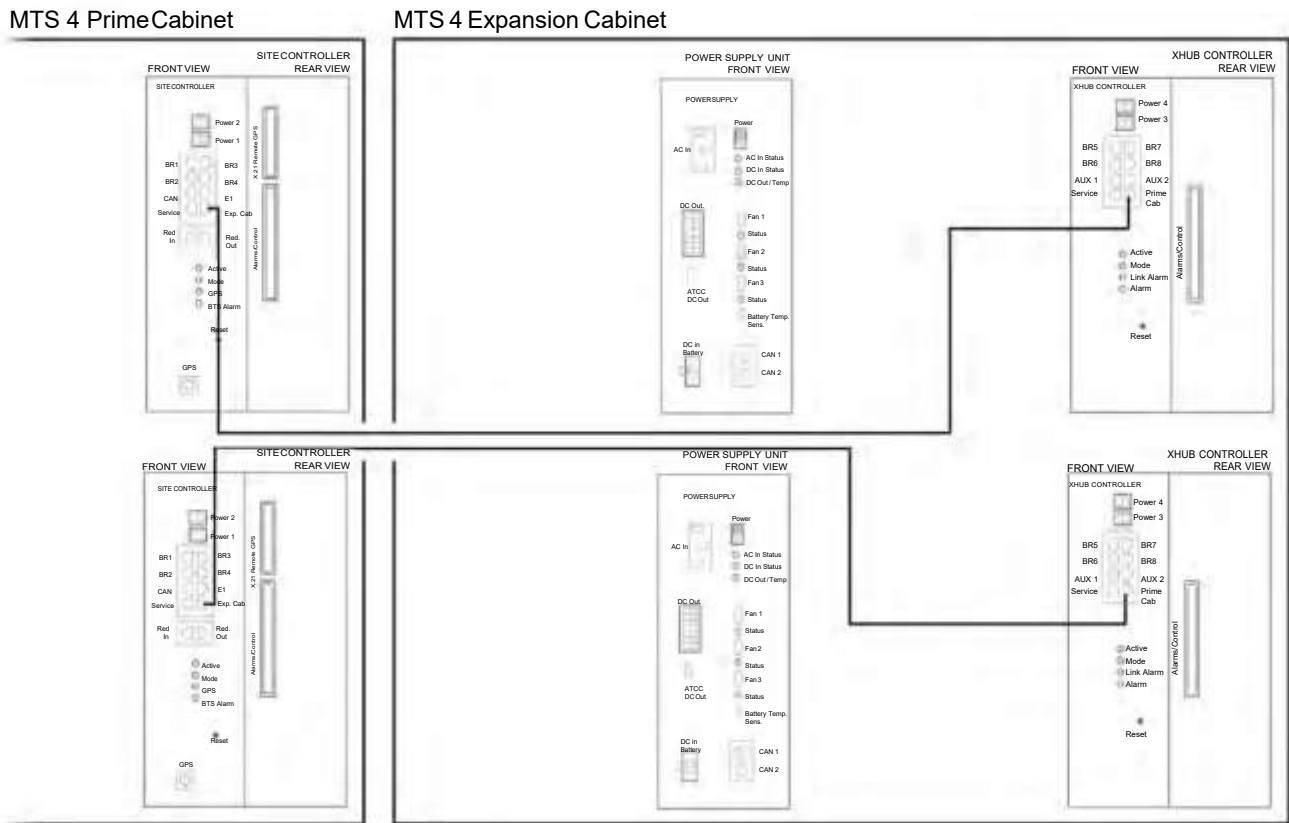 MTS 4 Prime Cabinet
MTS 4 Expansion Cabinet
SITE CONTROLLER
REAR VIEW
FRONT VIEW
SITE CONTROLLER
Power 2
Power 1
BR1
BR3
BR2
BR4
CAN
E1
Service
Exp. Cab
Red In
Red. Out
Active
Mode
GPS
BTS Alarm
Reset
GPS
X.21 Remote GPS
Alarms/Control
POWER SUPPLY UNIT
FRONT VIEW
POWER SUPPLY
Power
AC In
AC In Status
DC In Status
DC Out / Temp
DC Out.
Fan 1
Status
Fan 2
Status
Fan 3
ATCC
DC Out
Status
Battery Temp.
Sens.
DC in
Battery
CAN 1
CAN 2
XHUB CONTROLLER
REAR VIEW
FRONT VIEW
XHUB CONTROLLER
Power 4
Power 3
BR5
BR7
BR6
BR8
AUX 1
AUX 2
Service
Prime
Cab
Active
Mode
Link Alarm
Alarm
Reset
Alarms/Control
SITE CONTROLLER
REAR VIEW
FRONT VIEW
SITE CONTROLLER
Power 2
Power 1
BR1
BR3
BR2
BR4
CAN
E1
Service
Exp. Cab
Red In
Red. Out
Active
Mode
GPS
BTS Alarm
Reset
GPS
X.21 Remote GPS
Alarms/Control
POWER SUPPLY UNIT
FRONT VIEW
POWER SUPPLY
Power
AC In
AC In Status
DC In Status
DC Out / Temp
DC Out.
Fan 1
Status
Fan 2
Status
Fan 3
ATCC
DC Out
Status
Battery Temp.
Sens.
DC in
Battery
CAN 1
CAN 2
XHUB CONTROLLER
REAR VIEW
FRONT VIEW
XHUB CONTROLLER
Power 4
Power 3
BR5
BR7
BR6
BR8
AUX 1
AUX 2
Service
Prime
Cab
Active
Mode
Link Alarm
Alarm
Reset
Alarms/Control